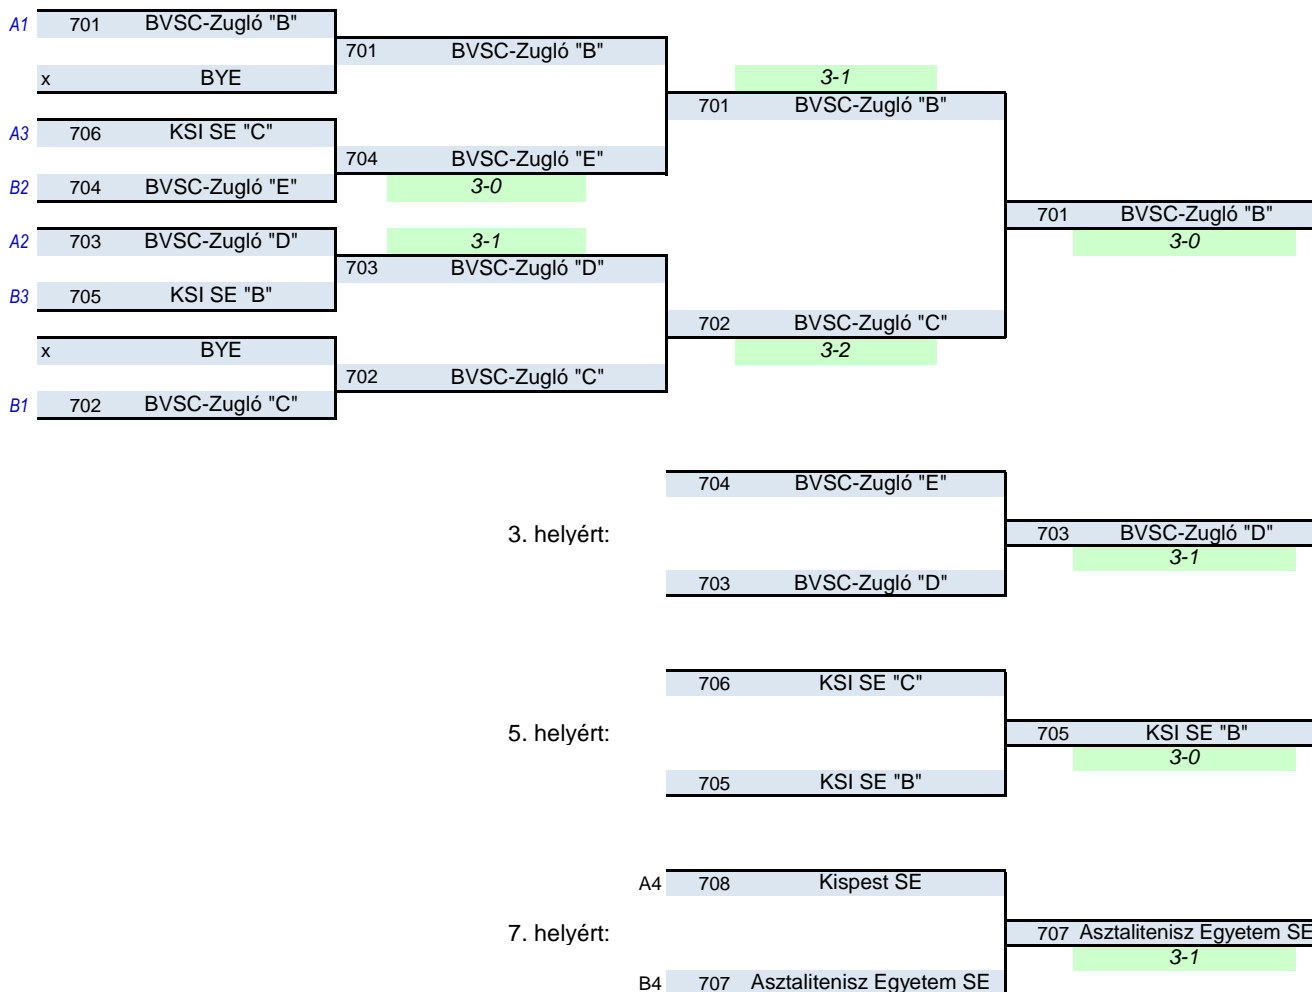 A1 701 BVSC-Zugló "B"
701 BVSC-Zugló "B"
x BYE 3-1
701 BVSC-Zugló "B"
A3 706 KSI SE "C"
704 BVSC-Zugló "E"
B2 704 BVSC-Zugló "E" 3-0
701 BVSC-Zugló "B"
A2 703 BVSC-Zugló "D" 3-1 3-0
703 BVSC-Zugló "D"
B3 705 KSI SE "B"
702 BVSC-Zugló "C"
x BYE 3-2
702 BVSC-Zugló "C"
B1 702 BVSC-Zugló "C"
704 BVSC-Zugló "E"
3. helyért: 703 BVSC-Zugló "D"
3-1
703 BVSC-Zugló "D"
706 KSI SE "C"
5. helyért: 705 KSI SE "B"
3-0
705 KSI SE "B"
A4 708 Kispest SE
7. helyért: 707 Asztalitenisz Egyetem SE
3-1
B4 707 Asztalitenisz Egyetem SE